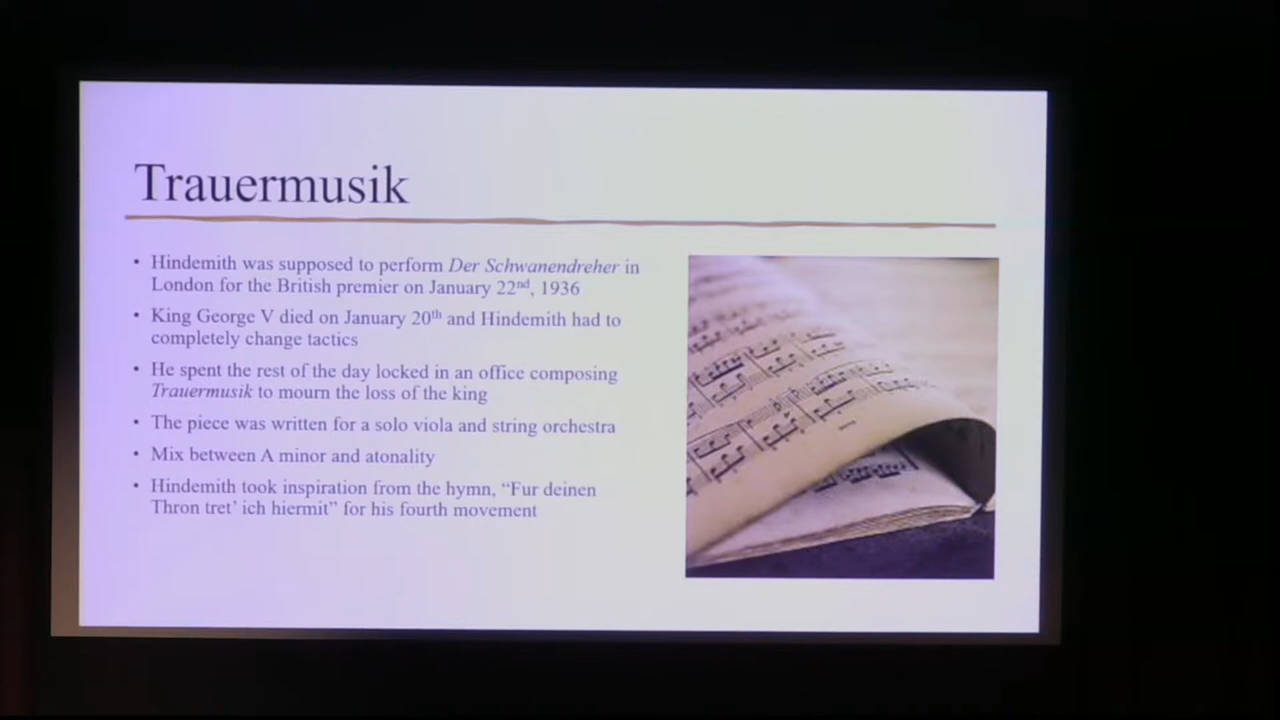 Trauermusik
• Hindemith was supposed to perform Der Schwanendreher in
London for the British premier on January 22nd, 1936
• King George V died on January 20th and Hindemith had to
completely change tactics
• He spent the rest of the day locked in an office composing
Trauermusik to mourn the loss of the king
• The piece was written for a solo viola and string orchestra
• Mix between A minor and atonality
• Hindemith took inspiration from the hymn, “Fur deinen
Thron tret’ ich hiermit” for his fourth movement